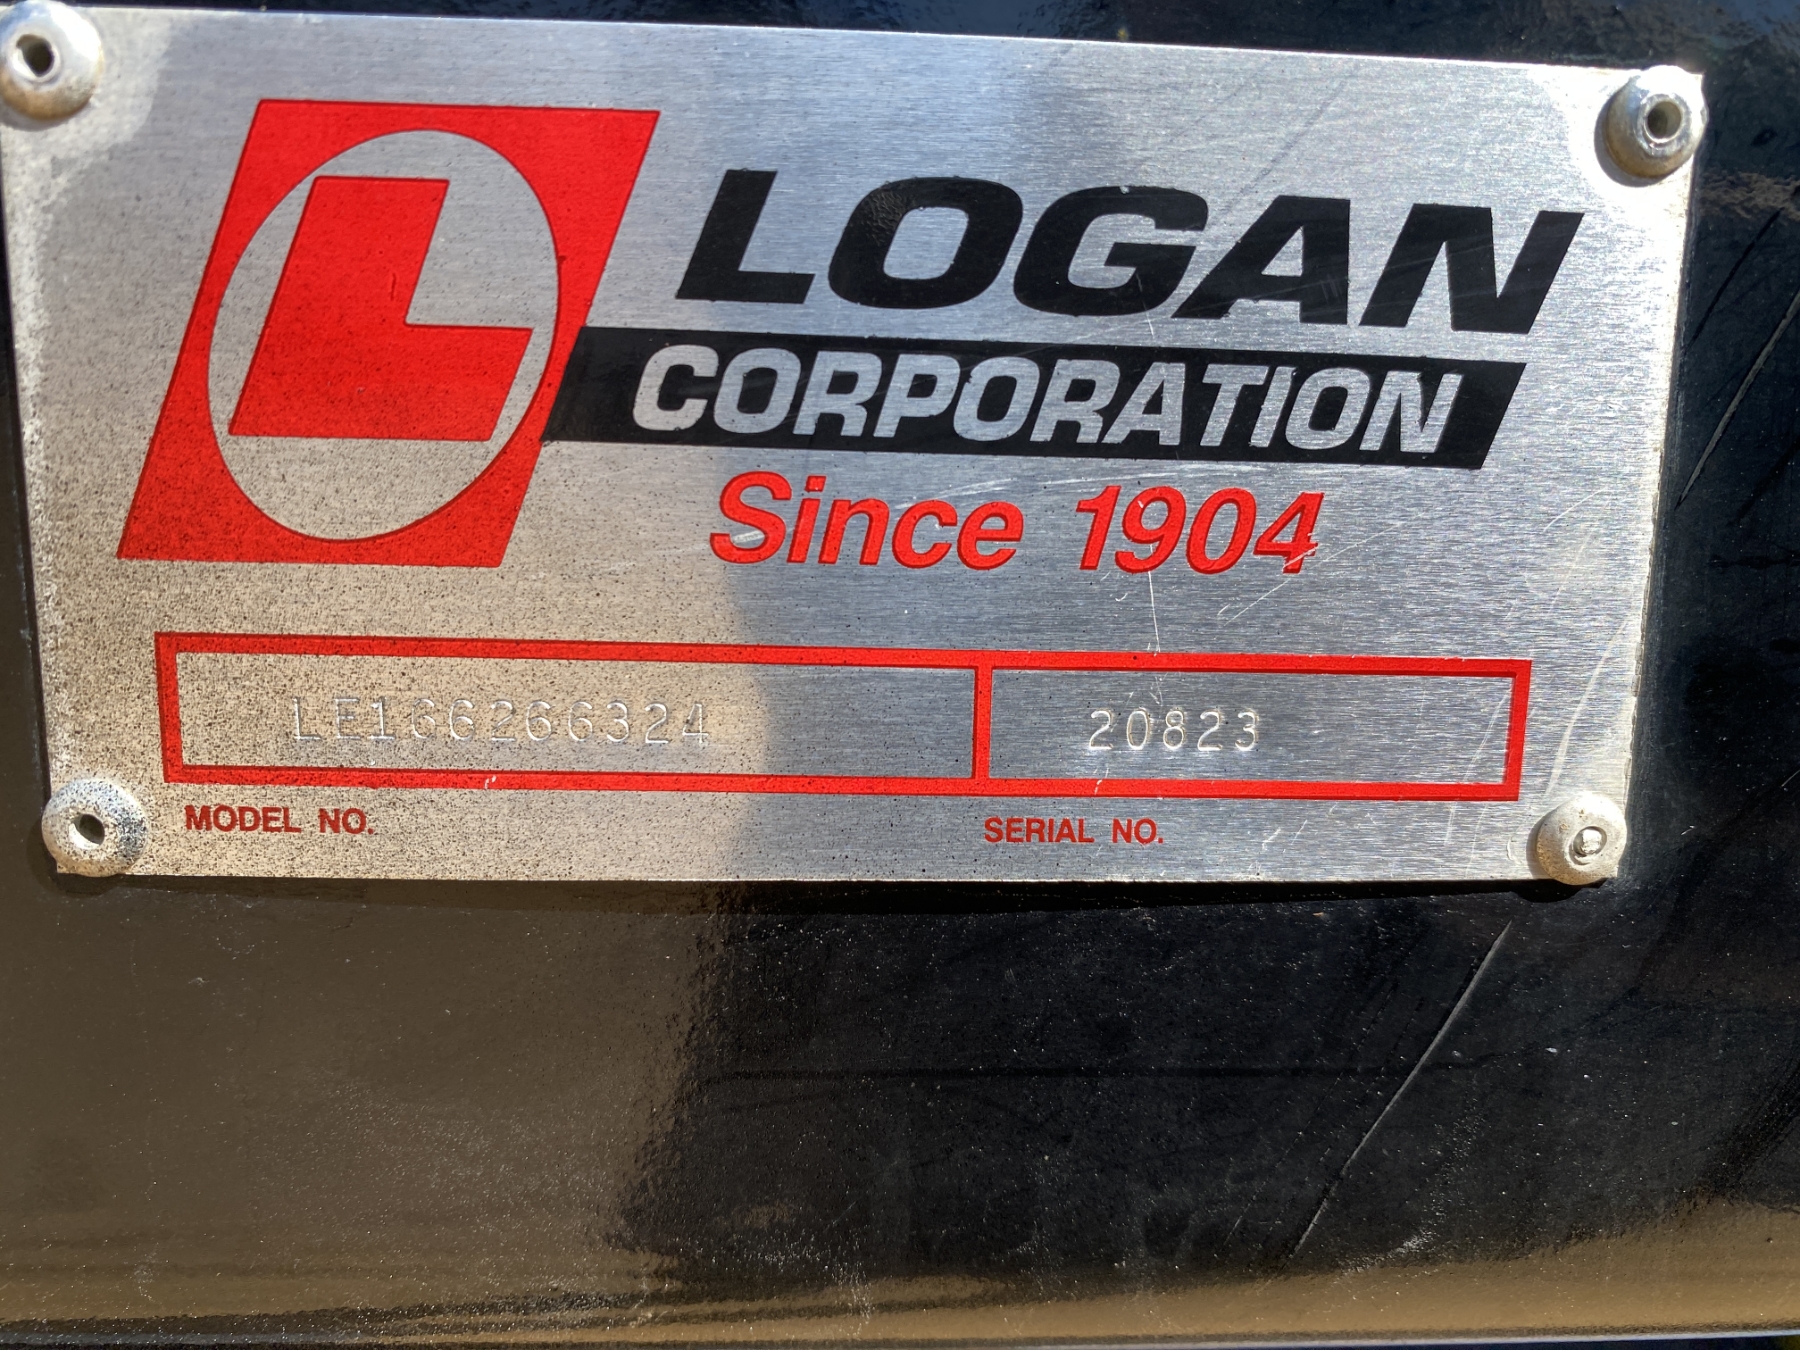 L
LOGAN
CORPORATION
Since 1904
LE166266324 20823
MODEL NO. SERIAL NO.